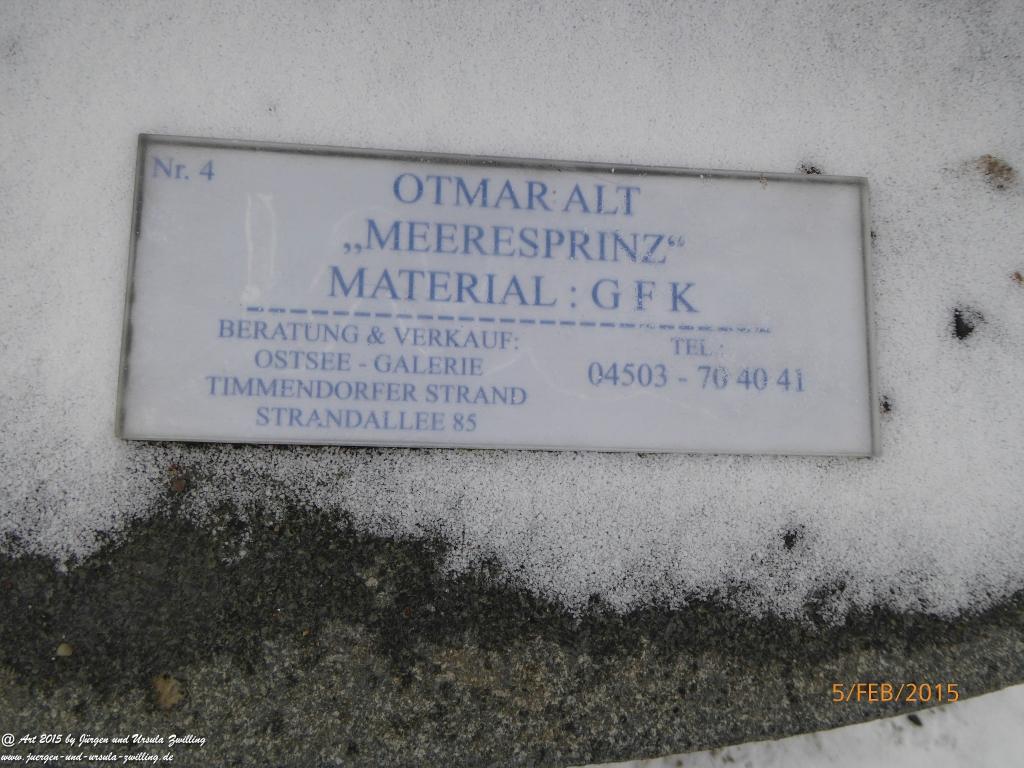 Nr. 4
OTMAR ALT
„MEERESPRINZ“
MATERIAL : G F K
BERATUNG & VERKAUF:
OSTSEE - GALERIE
TIMMENDORFER STRAND
STRANDALLEE 85
TEL :
04503 - 70 40 41
5/FEB/2015
@ Art 2015 by Jürgen und Ursula Zwilling
www.juergen-und-ursula-zwilling.de